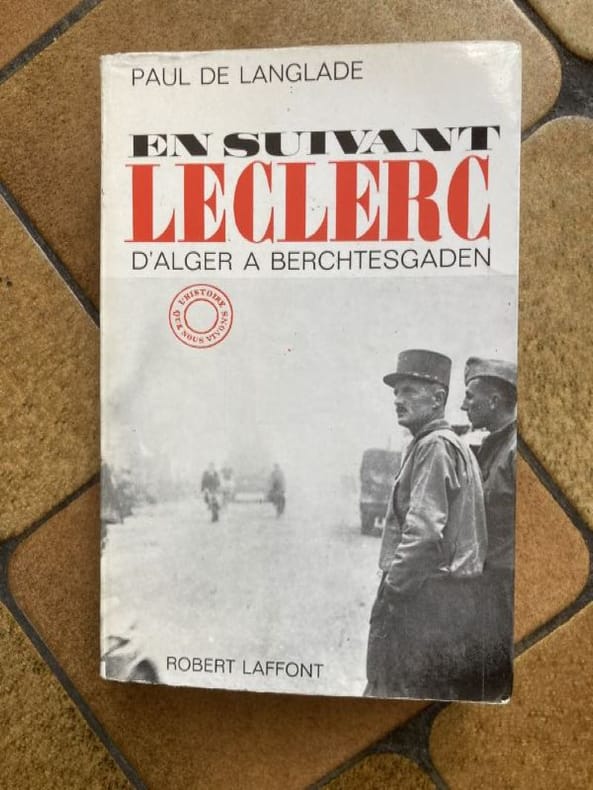 PAUL DE LANGLADE
EN SUIVANT
LECLERC
D'ALGER A BERCHTESGADEN
L'HISTOIRE
QUE NOUS VIVONS
ROBERT LAFFONT